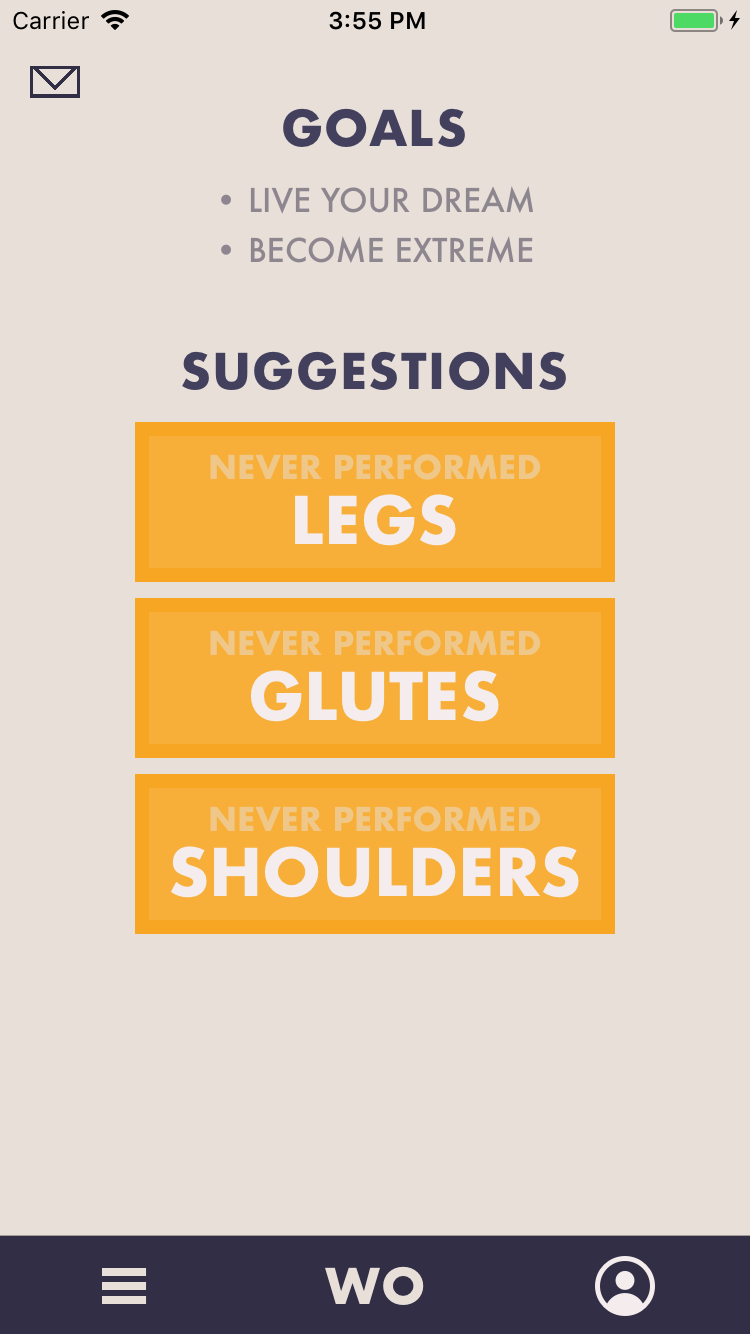 Carrier 3:55 PM
GOALS
• LIVE YOUR DREAM
• BECOME EXTREME
SUGGESTIONS
NEVER PERFORMED
LEGS
NEVER PERFORMED
GLUTES
NEVER PERFORMED
SHOULDERS
WO